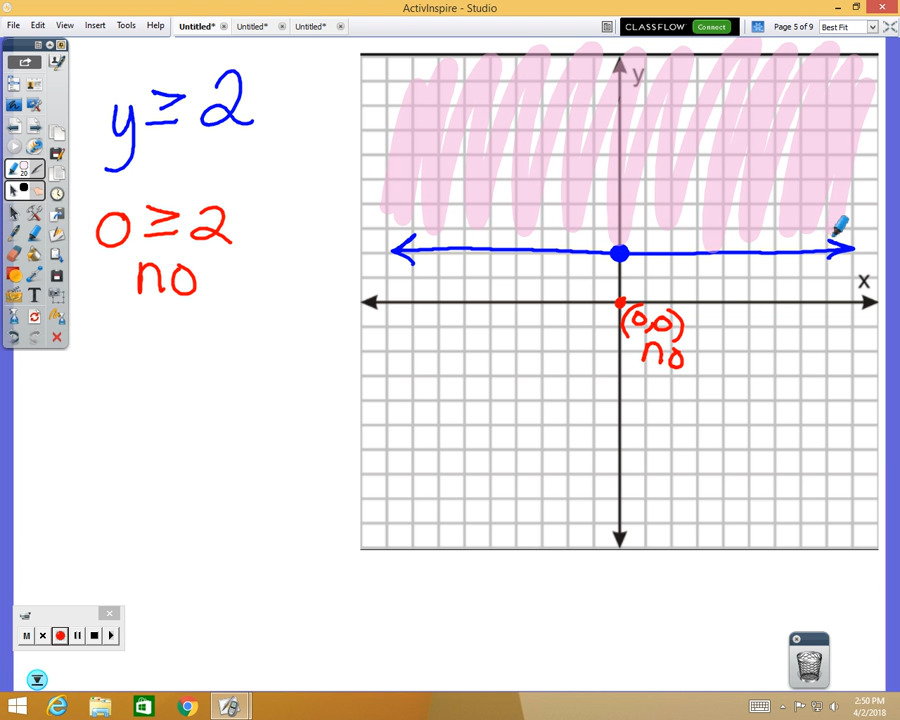 ActivInspire - Studio
File Edit View Insert Tools Help Untitled* Untitled* Untitled* CLASSFLOW Connect Page 5 of 9 Best Fit
y ≥ 2
0 ≥ 2
no
y
x
(0,0)
no
20
T
M
2:50 PM
4/2/2018